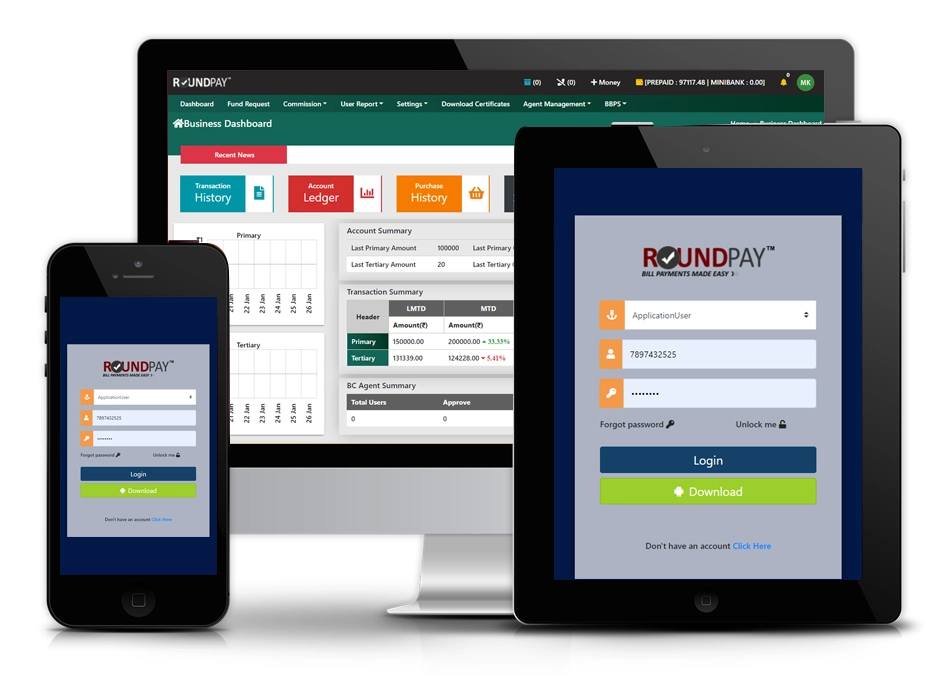 ROUNDPAY™
(0) (0) + Money [PREPAID : 97117.48 | MINIBANK : 0.00] 0 MK
Dashboard Fund Request Commission User Report Settings Download Certificates Agent Management BBPS
Business Dashboard Home Business Dashboard
Recent News
Transaction History
Account Ledger
Purchase History
Primary
₹1
21 Jan 22 Jan 23 Jan 24 Jan 25 Jan 26 Jan
Tertiary
21 Jan 22 Jan 23 Jan 24 Jan 25 Jan 26 Jan
Account Summary
Last Primary Amount 100000 Last Primary
Last Tertiary Amount 20 Last Tertiary
Transaction Summary
Header LMTD MTD
Amount(₹) Amount(₹)
Primary 150000.00 200000.00 33.33%
Tertiary 131339.00 124228.00 5.41%
BC Agent Summary
Total Users Approve
0 0
ROUNDPAY™
BILL PAYMENTS MADE EASY
ApplicationUser
7897432525
••••••••
Forgot password Unlock me
Login
Download
Don't have an account Click Here
ROUNDPAY™
BILL PAYMENTS MADE EASY
ApplicationUser
7897432525
••••••••
Forgot password Unlock me
Login
Download
Don't have an account Click Here